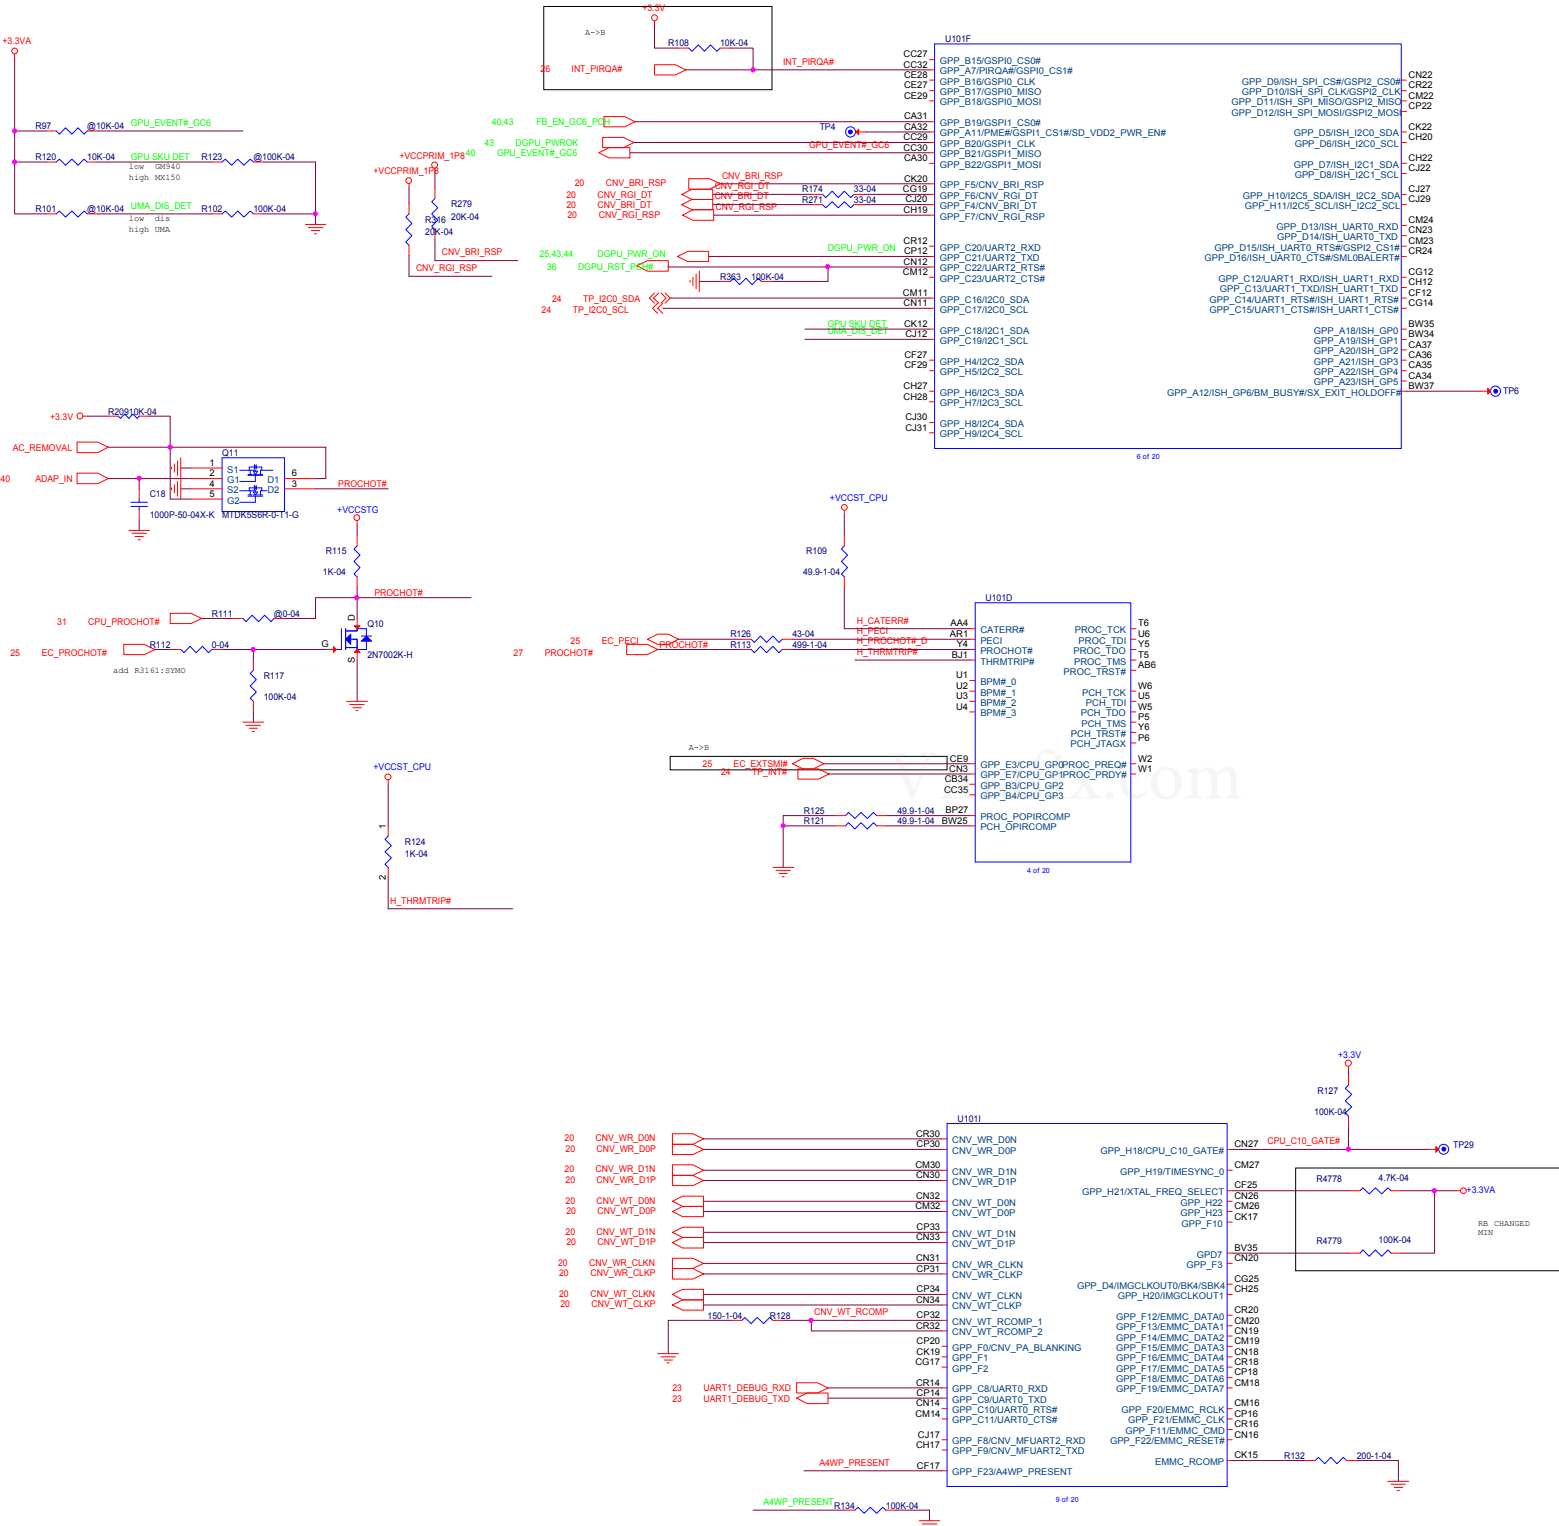 +3.3VA
R97 @10K-04 GPU_EVENT#_GC6
R120 10K-04 GPU SKU DET R123 @100K-04
low GM940
high MX150
R101 @10K-04 UMA_DIS_DET R102 100K-04
low dis
high UMA
+VCCPRIM_1P8
+VCCPRIM_1P8
R279
20K-04
R246
20K-04
CNV_BRI_RSP
CNV_RGI_RSP
+3.3V
A->B
R108 10K-04
26 INT_PIRQA#
INT_PIRQA#
40,43 FB_EN_GC6_PCH
TP4
43 DGPU_PWROK
GPU_EVENT#_GC6
40 GPU_EVENT#_GC6
20 CNV_BRI_RSP CNV_BRI_RSP
20 CNV_RGI_DT CNV_RGI_DT R174 33-04
20 CNV_BRI_DT CNV_BRI_DT R271 33-04
20 CNV_RGI_RSP CNV_RGI_RSP
25,43,44 DGPU_PWR_ON DGPU_PWR_ON
36 DGPU_RST_PCH#
R363 100K-04
24 TP_I2C0_SDA
24 TP_I2C0_SCL
GPU SKU DET
UMA_DIS_DET
U101F
CC27 GPP_B15/GSPI0_CS0#
CC32 GPP_A7/PIRQA#/GSPI0_CS1#
CE28 GPP_B16/GSPI0_CLK
CE27 GPP_B17/GSPI0_MISO
CE29 GPP_B18/GSPI0_MOSI
CA31 GPP_B19/GSPI1_CS0#
CA32 GPP_A11/PME#/GSPI1_CS1#/SD_VDD2_PWR_EN#
CC29 GPP_B20/GSPI1_CLK
CC30 GPP_B21/GSPI1_MISO
CA30 GPP_B22/GSPI1_MOSI
CK20 GPP_F5/CNV_BRI_RSP
CG19 GPP_F6/CNV_RGI_DT
CJ20 GPP_F4/CNV_BRI_DT
CH19 GPP_F7/CNV_RGI_RSP
CR12 GPP_C20/UART2_RXD
CP12 GPP_C21/UART2_TXD
CN12 GPP_C22/UART2_RTS#
CM12 GPP_C23/UART2_CTS#
CM11 GPP_C16/I2C0_SDA
CN11 GPP_C17/I2C0_SCL
CK12 GPP_C18/I2C1_SDA
CJ12 GPP_C19/I2C1_SCL
CF27 GPP_H4/I2C2_SDA
CF29 GPP_H5/I2C2_SCL
CH27 GPP_H6/I2C3_SDA
CH28 GPP_H7/I2C3_SCL
CJ30 GPP_H8/I2C4_SDA
CJ31 GPP_H9/I2C4_SCL
GPP_D9/ISH_SPI_CS#/GSPI2_CS0# CN22
GPP_D10/ISH_SPI_CLK/GSPI2_CLK CR22
GPP_D11/ISH_SPI_MISO/GSPI2_MISO CM22
GPP_D12/ISH_SPI_MOSI/GSPI2_MOSI CP22
GPP_D5/ISH_I2C0_SDA CK22
GPP_D6/ISH_I2C0_SCL CH20
GPP_D7/ISH_I2C1_SDA CH22
GPP_D8/ISH_I2C1_SCL CJ22
GPP_H10/I2C5_SDA/ISH_I2C2_SDA CJ27
GPP_H11/I2C5_SCL/ISH_I2C2_SCL CJ29
GPP_D13/ISH_UART0_RXD CM24
GPP_D14/ISH_UART0_TXD CN23
GPP_D15/ISH_UART0_RTS#/GSPI2_CS1# CM23
GPP_D16/ISH_UART0_CTS#/SML0BALERT# CR24
GPP_C12/UART1_RXD/ISH_UART1_RXD CG12
GPP_C13/UART1_TXD/ISH_UART1_TXD CH12
GPP_C14/UART1_RTS#/ISH_UART1_RTS# CF12
GPP_C15/UART1_CTS#/ISH_UART1_CTS# CG14
GPP_A18/ISH_GP0 BW35
GPP_A19/ISH_GP1 BW34
GPP_A20/ISH_GP2 CA37
GPP_A21/ISH_GP3 CA36
GPP_A22/ISH_GP4 CA35
GPP_A23/ISH_GP5 CA34
GPP_A12/ISH_GP6/BM_BUSY#/SX_EXIT_HOLDOFF# BW37 TP6
6 of 20
+3.3V R209 10K-04
AC_REMOVAL
40 ADAP_IN
Q11
1 S1
2 G1
4 S2
5 G2
D1 6
D2 3 PROCHOT#
C18
1000P-50-04X-K MTDK5S6R-0-T1-G
+VCCSTG
R115
1K-04
PROCHOT#
31 CPU_PROCHOT# R111 @0-04
D
G
S
Q10
2N7002K-H
25 EC_PROCHOT# R112 0-04
add R3161:SYMO
R117
100K-04
+VCCST_CPU
1
R124
1K-04
2
H_THRMTRIP#
+VCCST_CPU
R109
49.9-1-04
H_CATERR#
25 EC_PECI R126 43-04 H_PECI
27 PROCHOT# PROCHOT# R113 499-1-04 H_PROCHOT#_D
H_THRMTRIP#
U101D
AA4 CATERR#
AR1 PECI
Y4 PROCHOT#
BJ1 THRMTRIP#
U1 BPM#_0
U2 BPM#_1
U3 BPM#_2
U4 BPM#_3
A->B
25 EC_EXTSMI# CE9 GPP_E3/CPU_GP0
24 TP_INT# CN3 GPP_E7/CPU_GP1
CB34 GPP_B3/CPU_GP2
CC35 GPP_B4/CPU_GP3
R125 49.9-1-04 BP27 PROC_POPIRCOMP
R121 49.9-1-04 BW25 PCH_OPIRCOMP
PROC_TCK T6
PROC_TDI U6
PROC_TDO Y5
PROC_TMS T5
PROC_TRST# AB6
PCH_TCK W6
PCH_TDI U5
PCH_TDO W5
PCH_TMS P5
PCH_TRST# Y6
PCH_JTAGX P6
PROC_PREQ# W2
PROC_PRDY# W1
4 of 20
20 CNV_WR_D0N
20 CNV_WR_D0P
20 CNV_WR_D1N
20 CNV_WR_D1P
20 CNV_WT_D0N
20 CNV_WT_D0P
20 CNV_WT_D1N
20 CNV_WT_D1P
20 CNV_WR_CLKN
20 CNV_WR_CLKP
20 CNV_WT_CLKN
20 CNV_WT_CLKP
150-1-04 R128 CNV_WT_RCOMP
23 UART1_DEBUG_RXD
23 UART1_DEBUG_TXD
A4WP_PRESENT
A4WP_PRESENT R134 100K-04
U101I
CR30 CNV_WR_D0N
CP30 CNV_WR_D0P
CM30 CNV_WR_D1N
CN30 CNV_WR_D1P
CN32 CNV_WT_D0N
CM32 CNV_WT_D0P
CP33 CNV_WT_D1N
CN33 CNV_WT_D1P
CN31 CNV_WR_CLKN
CP31 CNV_WR_CLKP
CP34 CNV_WT_CLKN
CN34 CNV_WT_CLKP
CP32 CNV_WT_RCOMP_1
CR32 CNV_WT_RCOMP_2
CP20 GPP_F0/CNV_PA_BLANKING
CK19 GPP_F1
CG17 GPP_F2
CR14 GPP_C8/UART0_RXD
CP14 GPP_C9/UART0_TXD
CN14 GPP_C10/UART0_RTS#
CM14 GPP_C11/UART0_CTS#
CJ17 GPP_F8/CNV_MFUART2_RXD
CH17 GPP_F9/CNV_MFUART2_TXD
CF17 GPP_F23/A4WP_PRESENT
GPP_H18/CPU_C10_GATE# CN27
GPP_H19/TIMESYNC_0 CM27
GPP_H21/XTAL_FREQ_SELECT CF25
GPP_H22 CN26
GPP_H23 CM26
GPP_F10 CK17
GPD7 BV35
GPP_F3 CN20
GPP_D4/IMGCLKOUT0/BK4/SBK4 CG25
GPP_H20/IMGCLKOUT1 CH25
GPP_F12/EMMC_DATA0 CR20
GPP_F13/EMMC_DATA1 CM20
GPP_F14/EMMC_DATA2 CN19
GPP_F15/EMMC_DATA3 CM19
GPP_F16/EMMC_DATA4 CN18
GPP_F17/EMMC_DATA5 CR18
GPP_F18/EMMC_DATA6 CP18
GPP_F19/EMMC_DATA7 CM18
GPP_F20/EMMC_RCLK CM16
GPP_F21/EMMC_CLK CP16
GPP_F11/EMMC_CMD CR16
GPP_F22/EMMC_RESET# CN16
EMMC_RCOMP CK15
9 of 20
+3.3V
R127
100K-04
CPU_C10_GATE# TP29
R4778 4.7K-04 +3.3VA
R4779 100K-04
RB CHANGED
MIN
R132 200-1-04